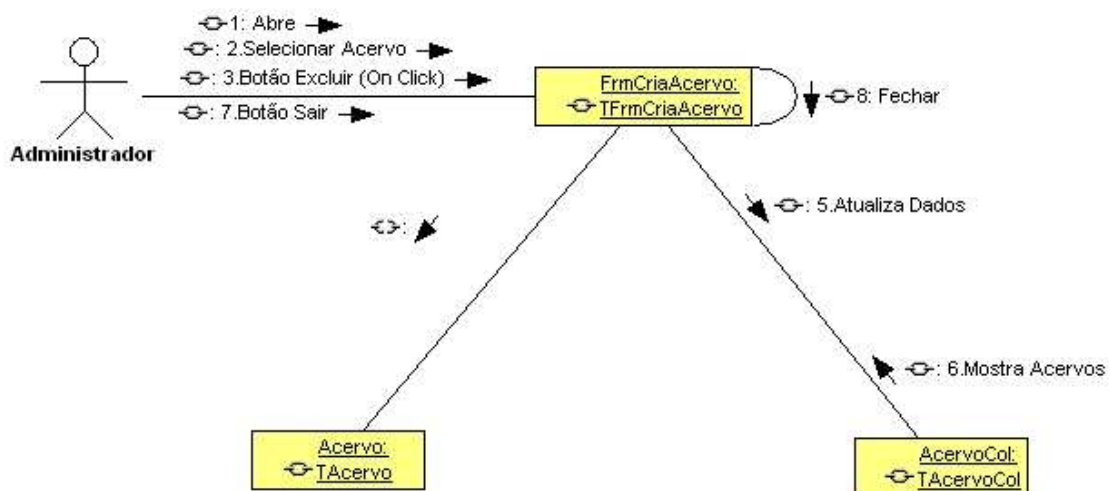 1: Abre
: 2.Selecionar Acervo
: 3.Botão Excluir (On Click)
: 7.Botão Sair
Administrador
FrmCriaAcervo:
TFrmCriaAcervo
8: Fechar
:
: 5.Atualiza Dados
: 6.Mostra Acervos
Acervo:
TAcervo
AcervoCol:
TAcervoCol